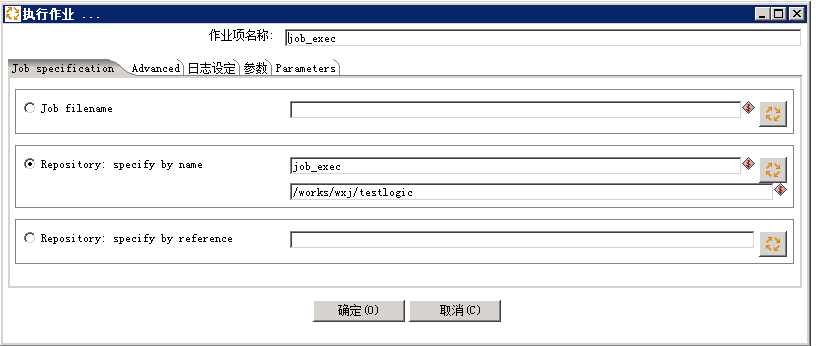 执行作业 ...
作业项名称: job_exec
Job specification Advanced 日志设定 参数 Parameters
Job filename
Repository: specify by name job_exec
/works/wxj/testlogic
Repository: specify by reference
确定(O) 取消(C)